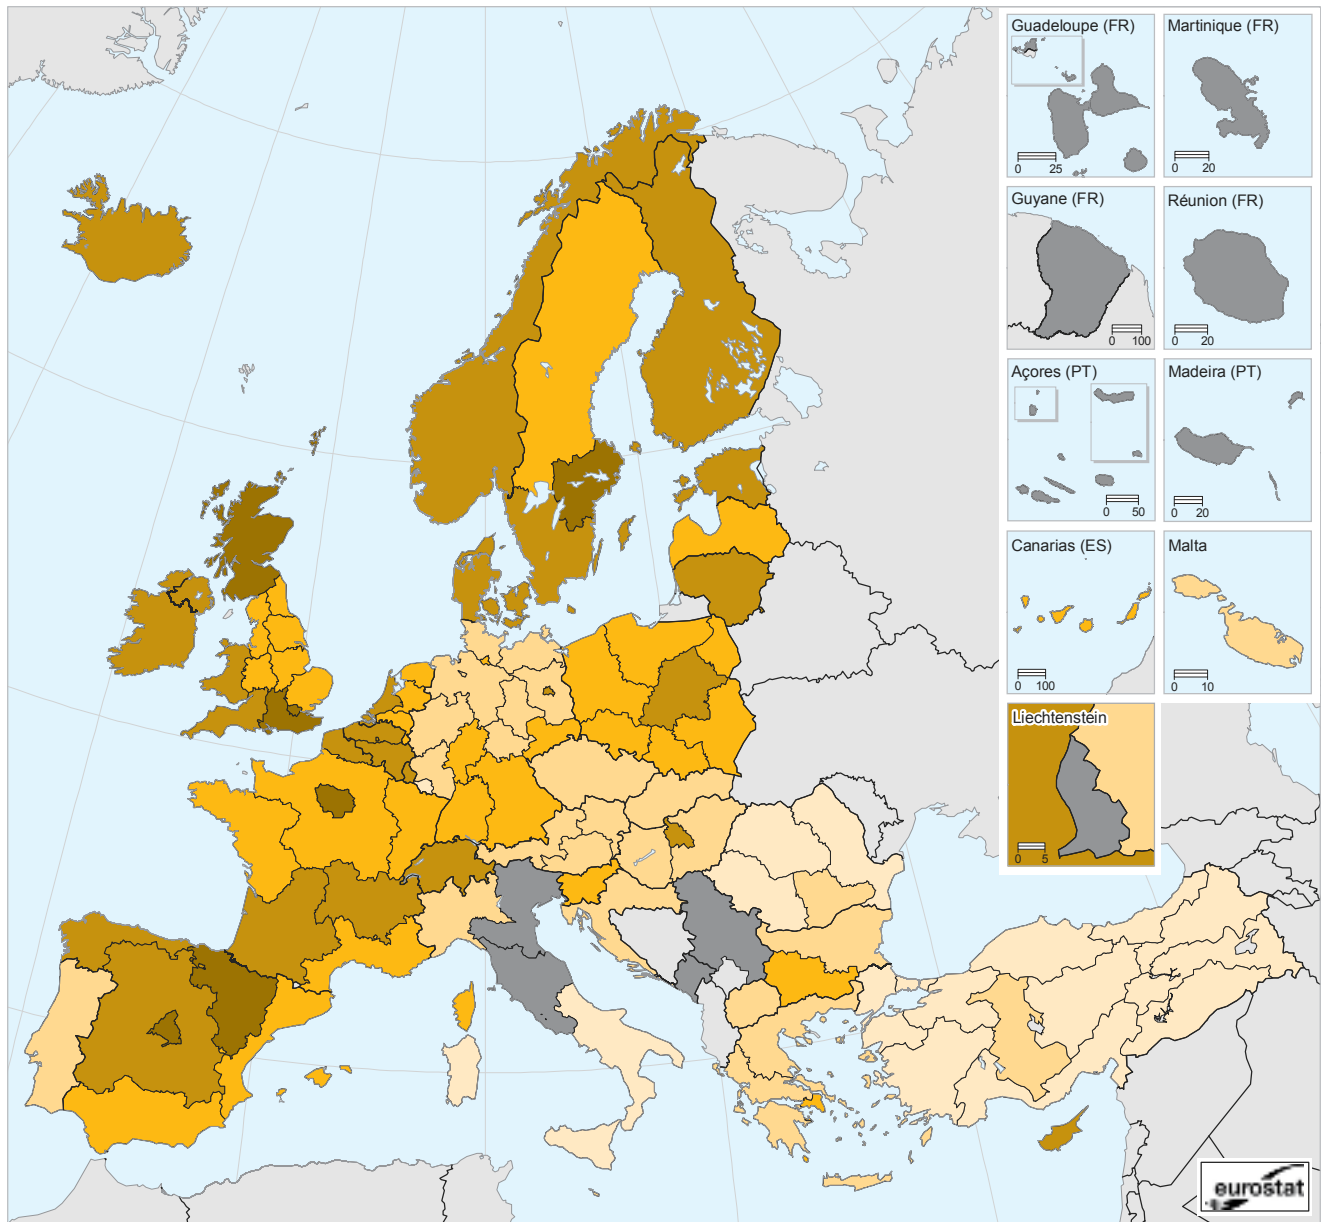 Guadeloupe (FR)
0 25
Martinique (FR)
0 20
Guyane (FR)
0 100
Réunion (FR)
0 20
Açores (PT)
0 50
Madeira (PT)
0 20
Canarias (ES)
0 100
Malta
0 10
Liechtenstein
0 5
eurostat